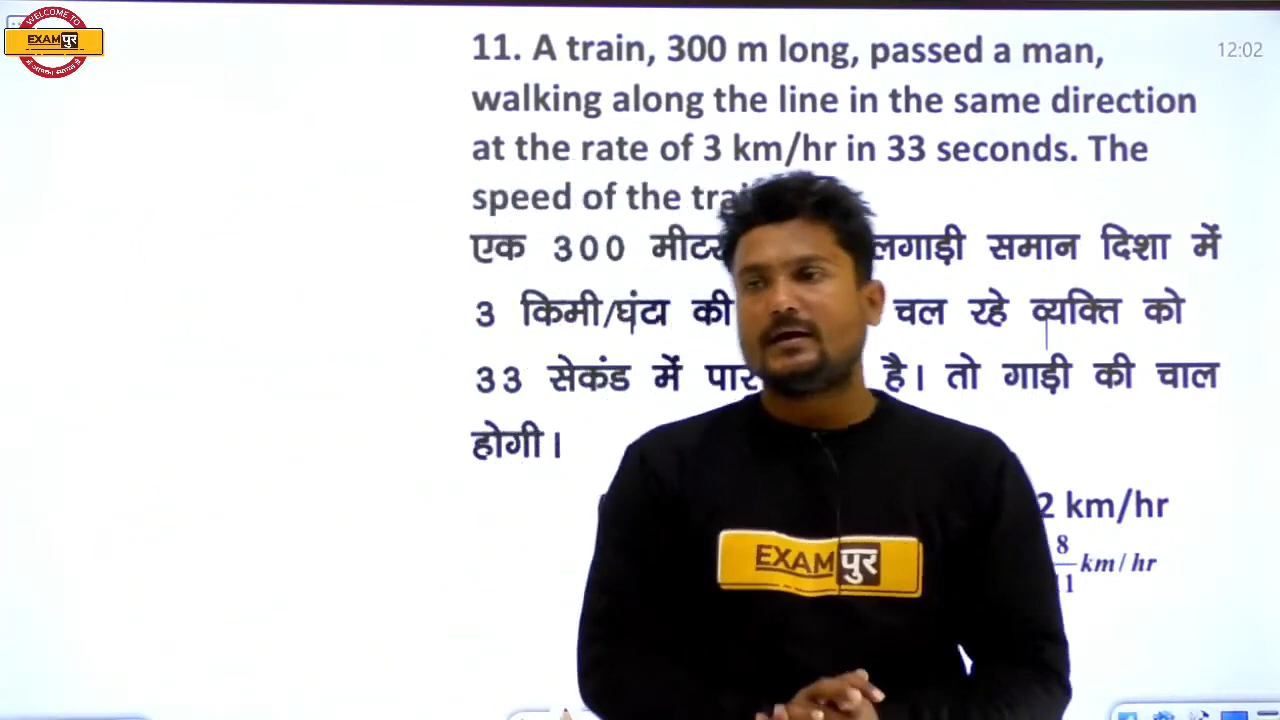 WELCOME TO
EXAMपुर
12:02
11. A train, 300 m long, passed a man,
walking along the line in the same direction
at the rate of 3 km/hr in 33 seconds. The
speed of the
एक 300 लगाड़ी समान दिशा में
3 किमी/घंटा की चल रहे व्यक्ति को
33 सेकंड में पार है। तो गाड़ी की चाल
होगी।
2 km/hr
8
km/hr
EXAMपुर